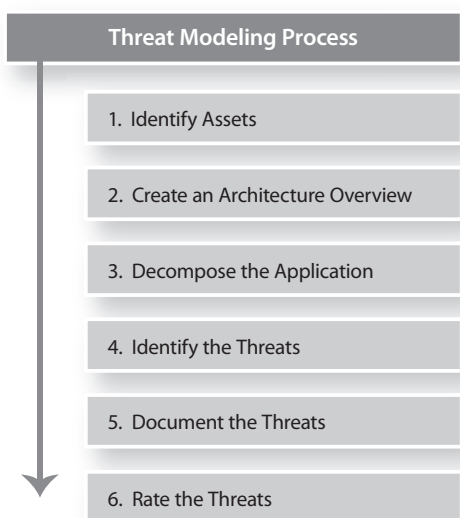 Threat Modeling Process
1. Identify Assets
2. Create an Architecture Overview
3. Decompose the Application
4. Identify the Threats
5. Document the Threats
6. Rate the Threats